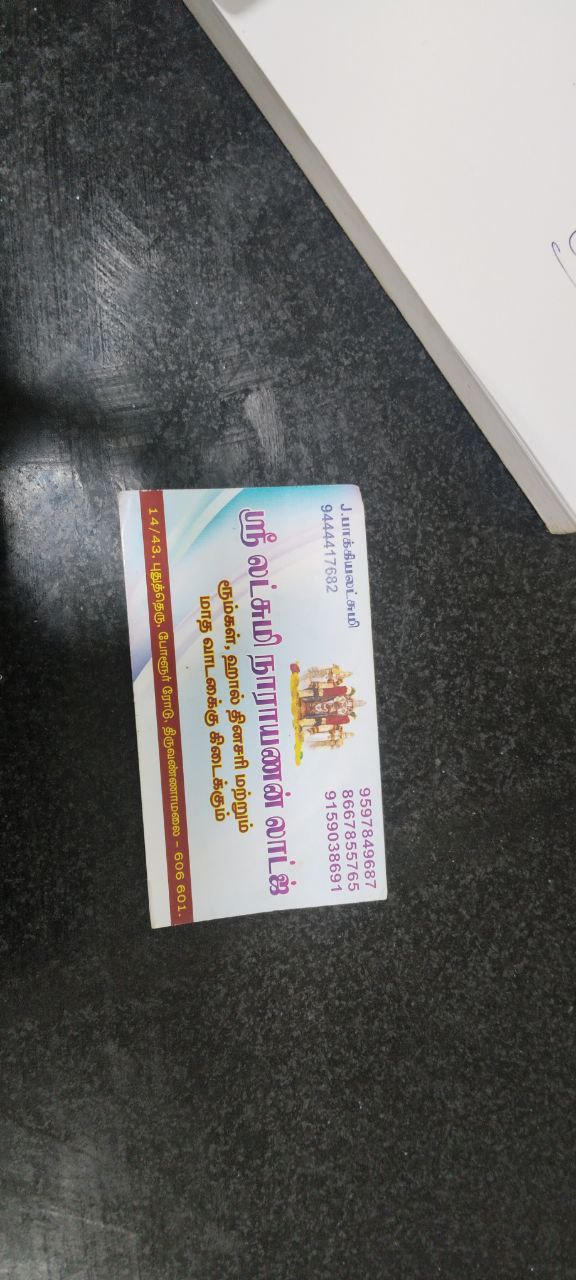 J.பாக்கியலட்சுமி
9444417682
9597849687
8667855765
9159038691
ஸ்ரீ லட்சுமி நாராயணன் லாட்ஜ்
ரூம்கள், ஹால் தினசரி மற்றும்
மாத வாடகைக்கு கிடைக்கும்
14/43, புதுத்தெரு, போளூர் ரோடு, திருவண்ணாமலை - 606 601.